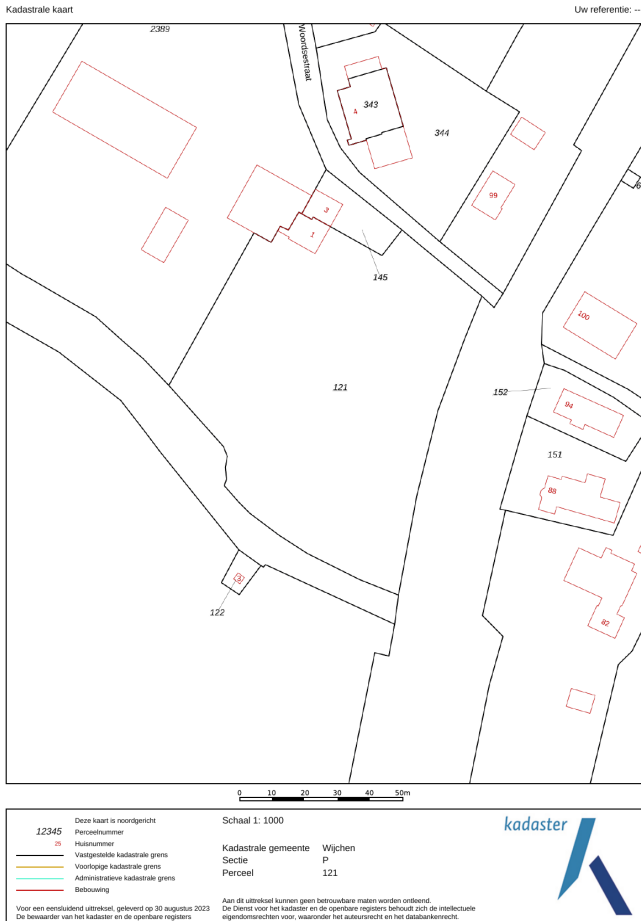 Kadastrale kaart
Uw referentie: --
2389
Woordsestraat
343
4
344
99
3
1
145
100
121
152
94
151
88
3
122
82
0 10 20 30 40 50m
Deze kaart is noordgericht
12345 Perceelnummer
25 Huisnummer
Vastgestelde kadastrale grens
Voorlopige kadastrale grens
Administratieve kadastrale grens
Bebouwing
Voor een eensluidend uittreksel, geleverd op 30 augustus 2023
De bewaarder van het kadaster en de openbare registers
Schaal 1: 1000
Kadastrale gemeente Wijchen
Sectie P
Perceel 121
Aan dit uittreksel kunnen geen betrouwbare maten worden ontleend.
De Dienst voor het kadaster en de openbare registers behoudt zich de intellectuele
eigendomsrechten voor, waaronder het auteursrecht en het databankenrecht.
kadaster